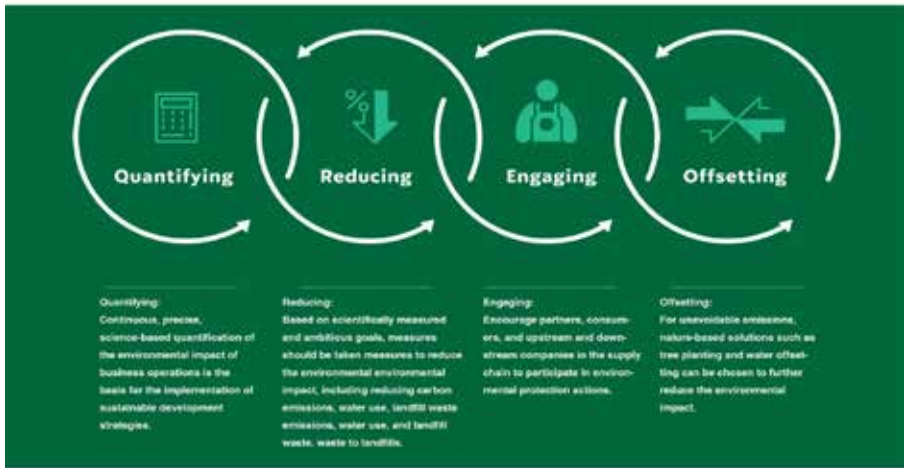 Quantifying
Reducing
Engaging
Offsetting
Quantifying:
Continuous, precise,
science-based quantification of
the environmental impact of
business operations is the
basis for the implementation of
sustainable development
strategies.
Reducing:
Based on scientifically measured
and ambitious goals, measures
should be taken measures to reduce
the environmental environmental
impact, including reducing carbon
emissions, water use, landfill waste
emissions, water use, and landfill
waste, waste to landfills.
Engaging:
Encourage partners, consum-
ers, and upstream and down-
stream companies in the supply
chain to participate in environ-
mental protection actions.
Offsetting:
For unavoidable emissions,
nature-based solutions such as
tree planting and water offset-
ting can be chosen to further
reduce the environmental
impact.